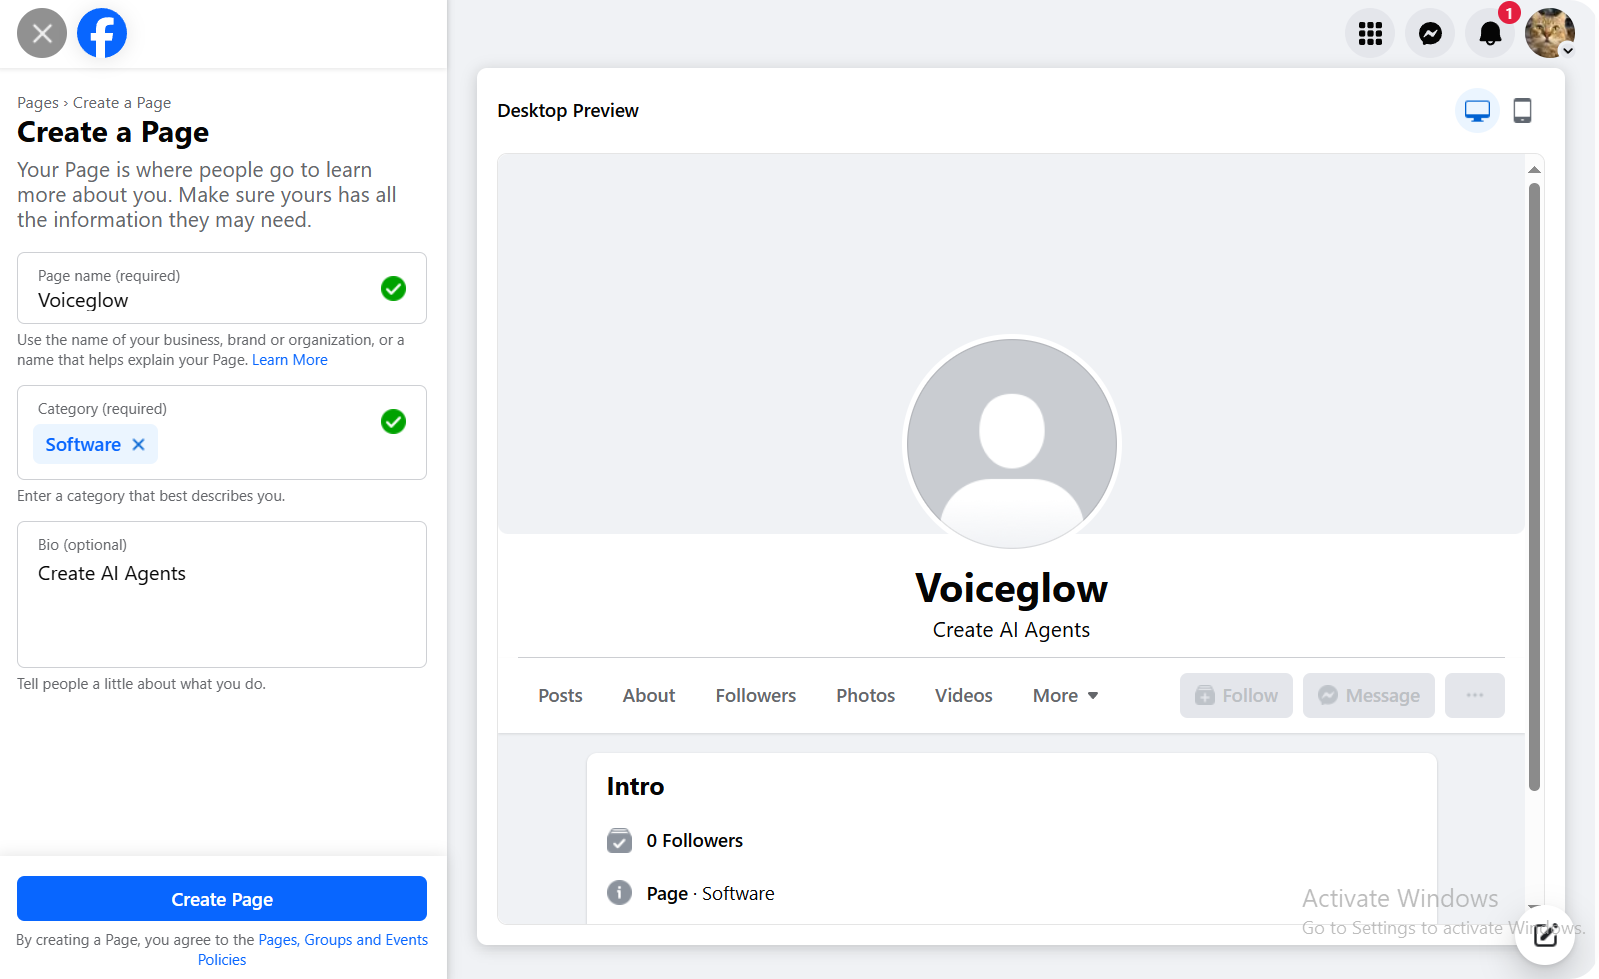 1
Pages › Create a Page
Create a Page
Your Page is where people go to learn
more about you. Make sure yours has all
the information they may need.
Page name (required)
Voiceglow
Use the name of your business, brand or organization, or a
name that helps explain your Page. Learn More
Category (required)
Software
Enter a category that best describes you.
Bio (optional)
Create AI Agents
Tell people a little about what you do.
Create Page
By creating a Page, you agree to the Pages, Groups and Events
Policies
Desktop Preview
Voiceglow
Create AI Agents
Posts About Followers Photos Videos More Follow Message
Intro
0 Followers
Page · Software
Activate Windows
Go to Settings to activate Windows.